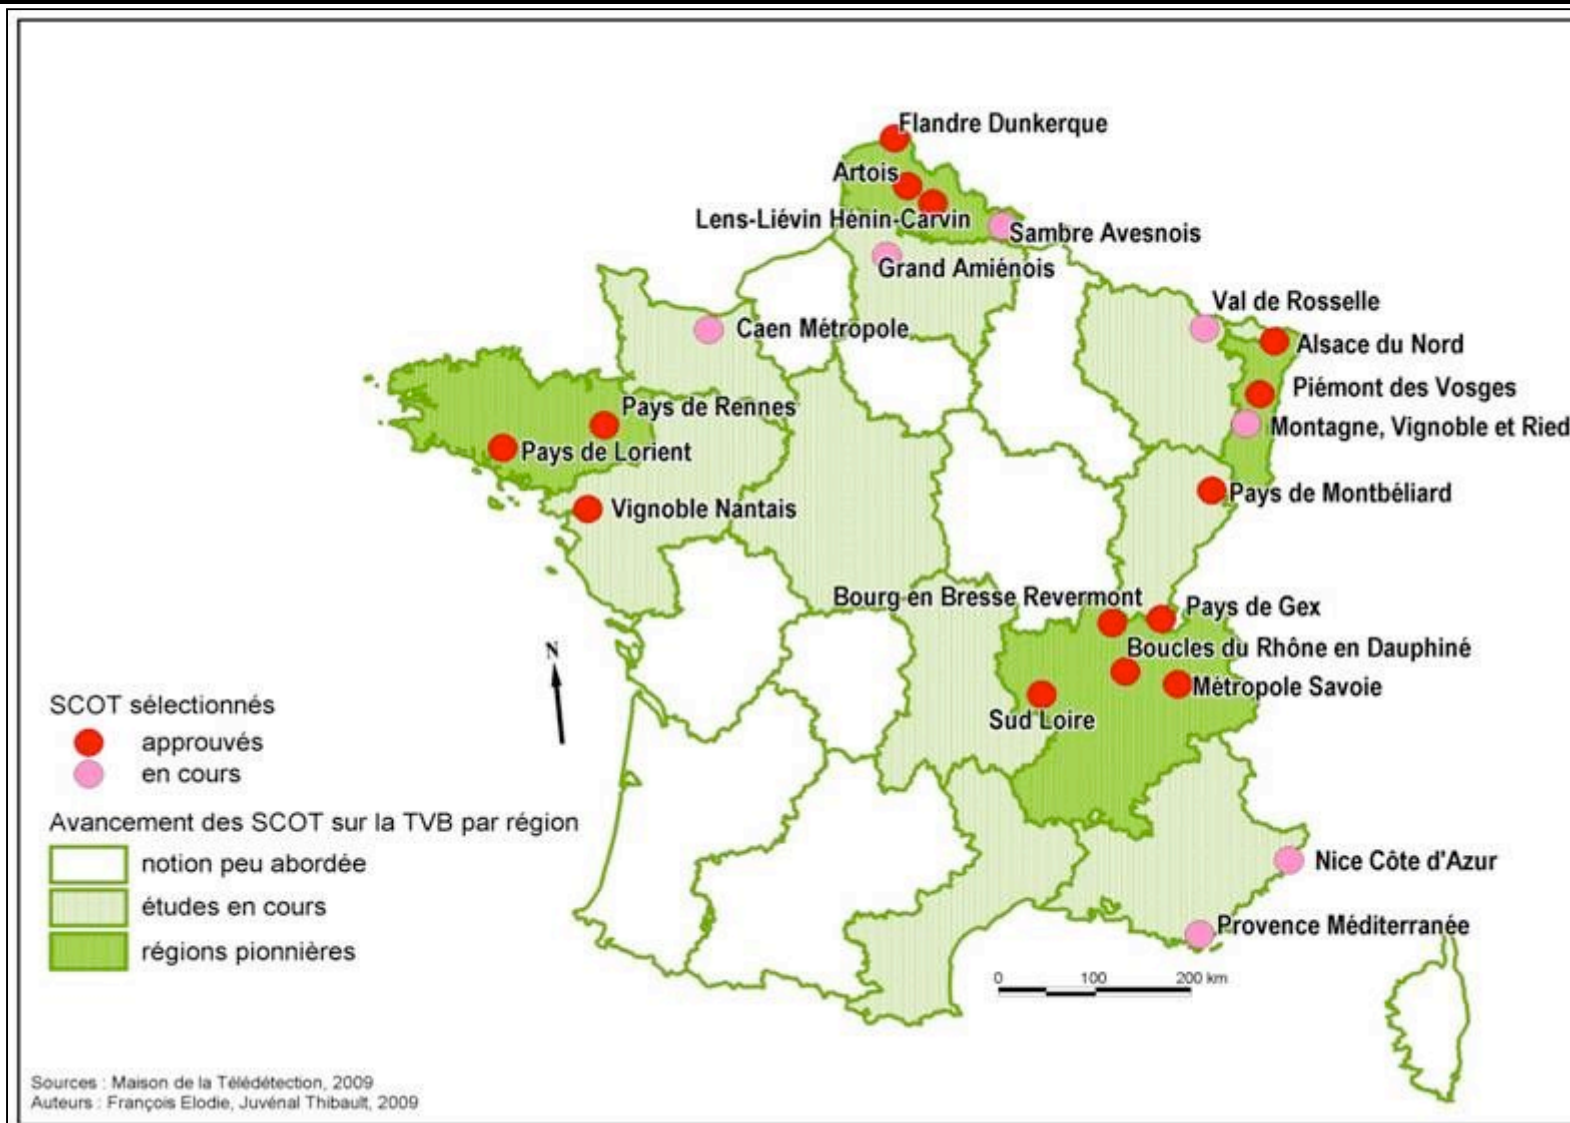 Flandre Dunkerque
Artois
Lens-Liévin Hénin-Carvin
Sambre Avesnois
Grand Amiénois
Val de Rosselle
Caen Métropole
Alsace du Nord
Piémont des Vosges
Pays de Rennes
Montagne, Vignoble et Ried
Pays de Lorient
Pays de Montbéliard
Vignoble Nantais
Bourg en Bresse Revermont
Pays de Gex
Boucles du Rhône en Dauphiné
Métropole Savoie
Sud Loire
N
SCOT sélectionnés
approuvés
en cours
Avancement des SCOT sur la TVB par région
notion peu abordée
études en cours
régions pionnières
Nice Côte d'Azur
Provence Méditerranée
0 100 200 km
Sources : Maison de la Télédétection, 2009
Auteurs : François Elodie, Juvénal Thibault, 2009